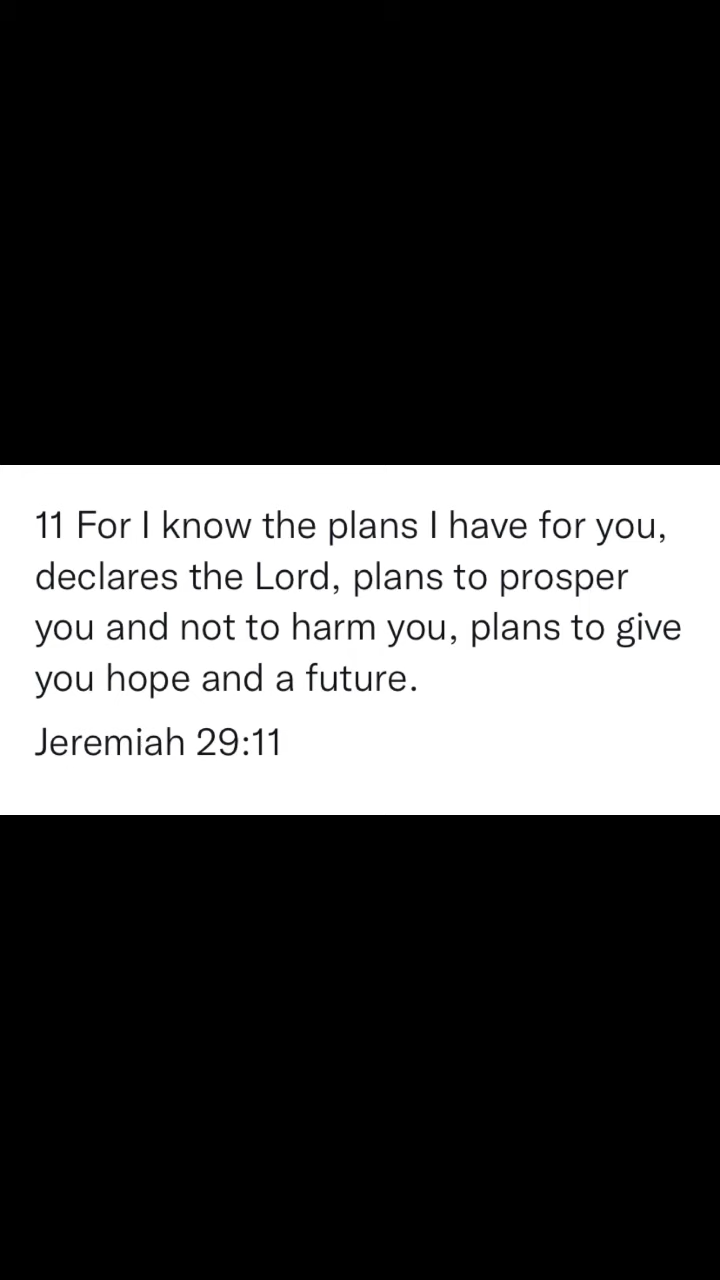 11 For I know the plans I have for you,
declares the Lord, plans to prosper
you and not to harm you, plans to give
you hope and a future.
Jeremiah 29:11